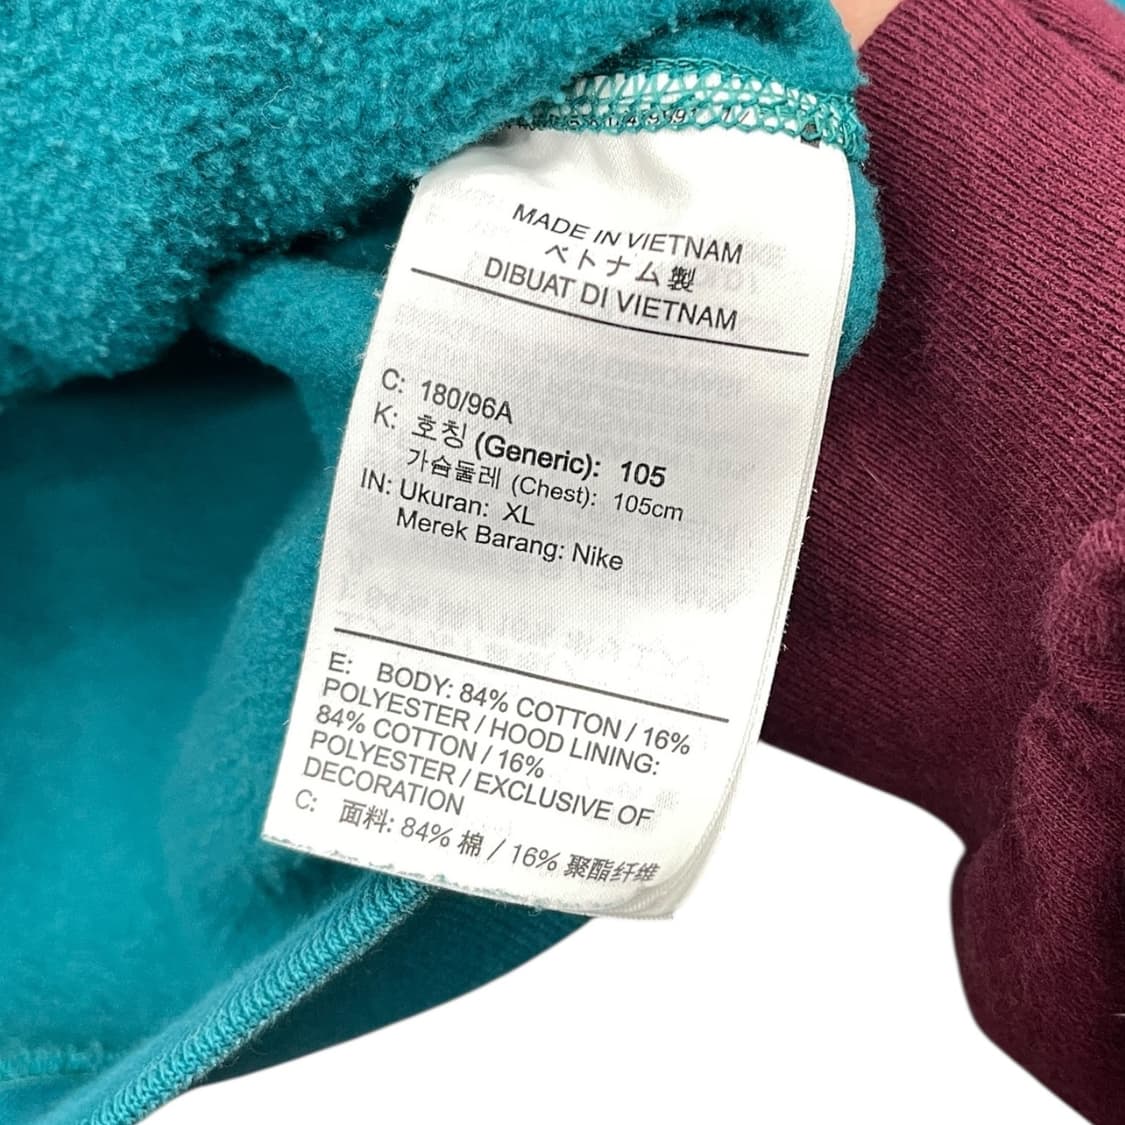 MADE IN VIETNAM
ベトナム製
DIBUAT DI VIETNAM
C: 180/96A
K: 호칭 (Generic): 105
가슴둘레 (Chest): 105cm
IN: Ukuran: XL
Merek Barang: Nike
E: BODY: 84% COTTON / 16%
POLYESTER / HOOD LINING:
84% COTTON / 16%
POLYESTER / EXCLUSIVE OF
DECORATION
C: 面料: 84% 棉 / 16% 聚酯纤维